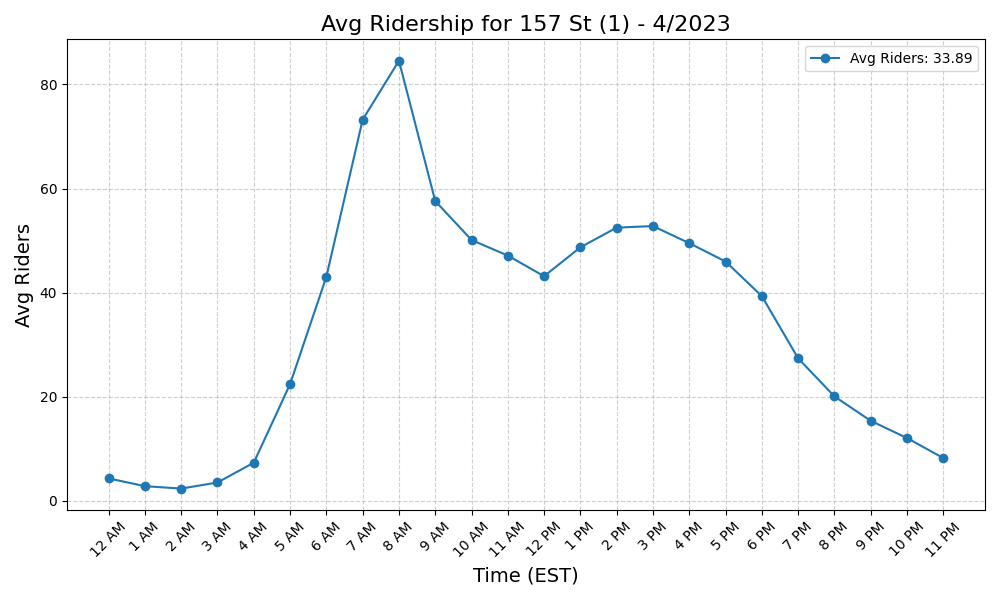 Avg Ridership for 157 St (1) - 4/2023
Avg Riders: 33.89
Avg Riders
80
60
40
20
0
12 AM
1 AM
2 AM
3 AM
4 AM
5 AM
6 AM
7 AM
8 AM
9 AM
10 AM
11 AM
12 PM
1 PM
2 PM
3 PM
4 PM
5 PM
6 PM
7 PM
8 PM
9 PM
10 PM
11 PM
Time (EST)